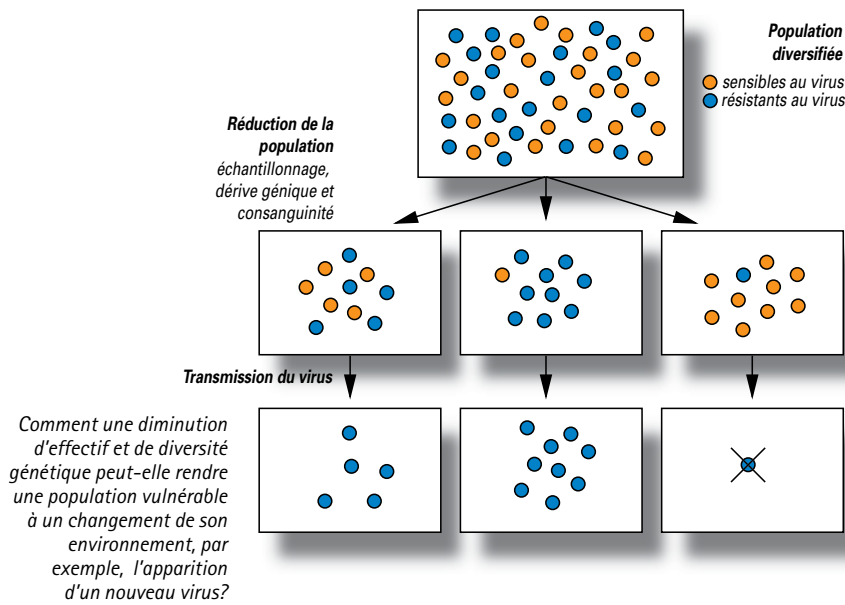 Population
diversifiée
sensibles au virus
résistants au virus
Réduction de la
population
échantillonnage,
dérive génique et
consanguinité
Transmission du virus
Comment une diminution
d'effectif et de diversité
génétique peut-elle rendre
une population vulnérable
à un changement de son
environnement, par
exemple, l'apparition
d'un nouveau virus?